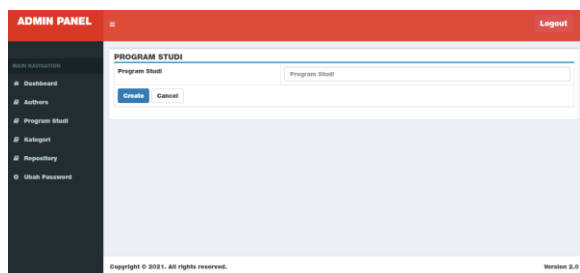 ADMIN PANEL
Logout
MAIN NAVIGATION
Dashboard
Authors
Program Studi
Kategori
Repository
Ubah Password
PROGRAM STUDI
Program Studi
Program Studi
Create Cancel
Copyright © 2021. All rights reserved.
Version 2.0